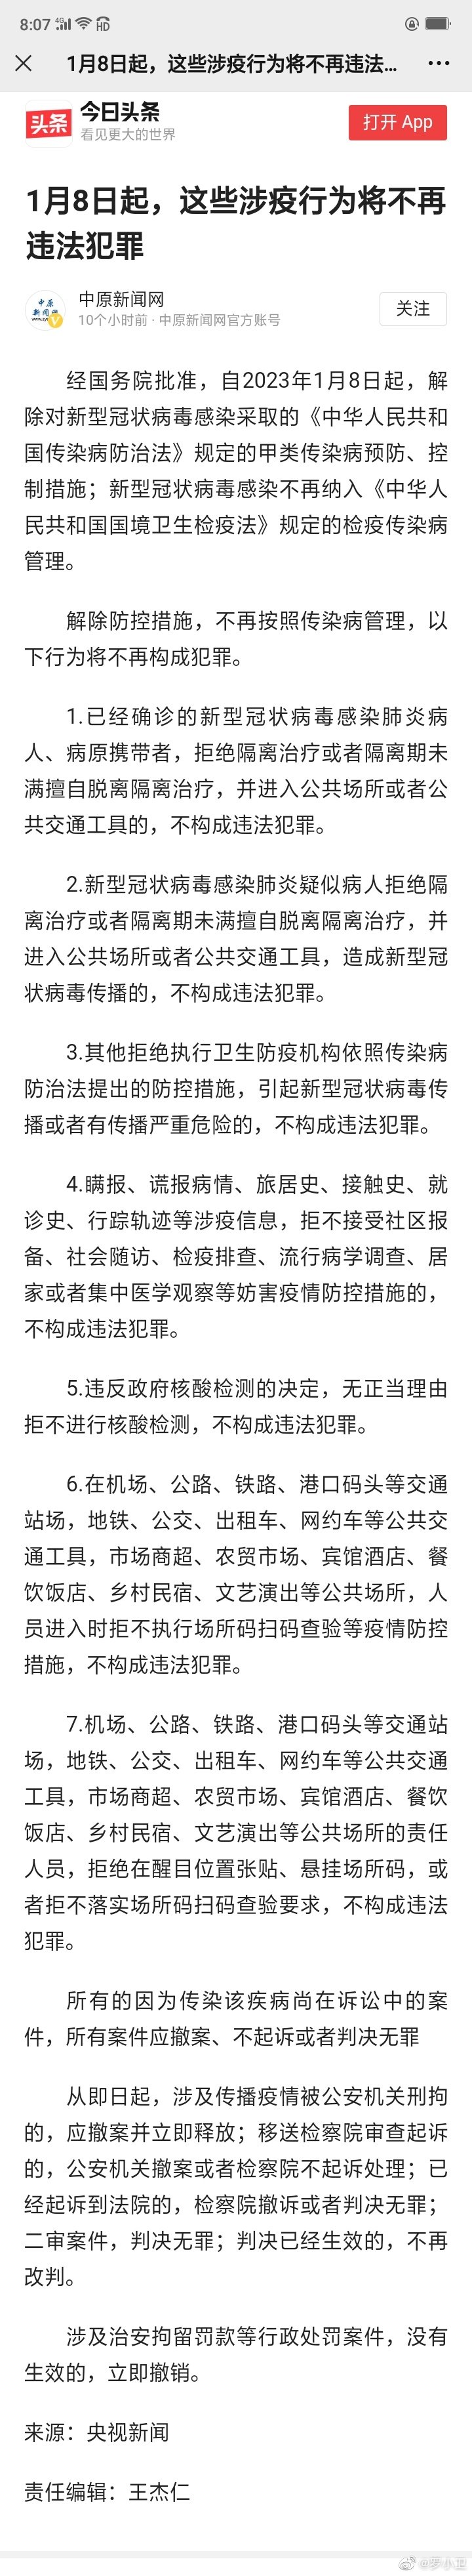 8:07 4G HD
1月8日起，这些涉疫行为将不再违法...
头条
今日头条
看见更大的世界
打开 App
1月8日起，这些涉疫行为将不再
违法犯罪
中原
新闻网
中原新闻网
10个小时前 · 中原新闻网官方账号
关注
经国务院批准，自2023年1月8日起，解
除对新型冠状病毒感染采取的《中华人民共和
国传染病防治法》规定的甲类传染病预防、控
制措施；新型冠状病毒感染不再纳入《中华人
民共和国国境卫生检疫法》规定的检疫传染病
管理。
解除防控措施，不再按照传染病管理，以
下行为将不再构成犯罪。
1.已经确诊的新型冠状病毒感染肺炎病
人、病原携带者，拒绝隔离治疗或者隔离期未
满擅自脱离隔离治疗，并进入公共场所或者公
共交通工具的，不构成违法犯罪。
2.新型冠状病毒感染肺炎疑似病人拒绝隔
离治疗或者隔离期未满擅自脱离隔离治疗，并
进入公共场所或者公共交通工具，造成新型冠
状病毒传播的，不构成违法犯罪。
3.其他拒绝执行卫生防疫机构依照传染病
防治法提出的防控措施，引起新型冠状病毒传
播或者有传播严重危险的，不构成违法犯罪。
4.瞒报、谎报病情、旅居史、接触史、就
诊史、行踪轨迹等涉疫信息，拒不接受社区报
备、社会随访、检疫排查、流行病学调查、居
家或者集中医学观察等妨害疫情防控措施的，
不构成违法犯罪。
5.违反政府核酸检测的决定，无正当理由
拒不进行核酸检测，不构成违法犯罪。
6.在机场、公路、铁路、港口码头等交通
站场，地铁、公交、出租车、网约车等公共交
通工具，市场商超、农贸市场、宾馆酒店、餐
饮饭店、乡村民宿、文艺演出等公共场所，人
员进入时拒不执行场所码扫码查验等疫情防控
措施，不构成违法犯罪。
7.机场、公路、铁路、港口码头等交通站
场，地铁、公交、出租车、网约车等公共交通
工具，市场商超、农贸市场、宾馆酒店、餐饮
饭店、乡村民宿、文艺演出等公共场所的责任
人员，拒绝在醒目位置张贴、悬挂场所码，或
者拒不落实场所码扫码查验要求，不构成违法
犯罪。
所有的因为传染该疾病尚在诉讼中的案
件，所有案件应撤案、不起诉或者判决无罪
从即日起，涉及传播疫情被公安机关刑拘
的，应撤案并立即释放；移送检察院审查起诉
的，公安机关撤案或者检察院不起诉处理；已
经起诉到法院的，检察院撤诉或者判决无罪；
二审案件，判决无罪；判决已经生效的，不再
改判。
涉及治安拘留罚款等行政处罚案件，没有
生效的，立即撤销。
来源：央视新闻
责任编辑：王杰仁
@罗小卫